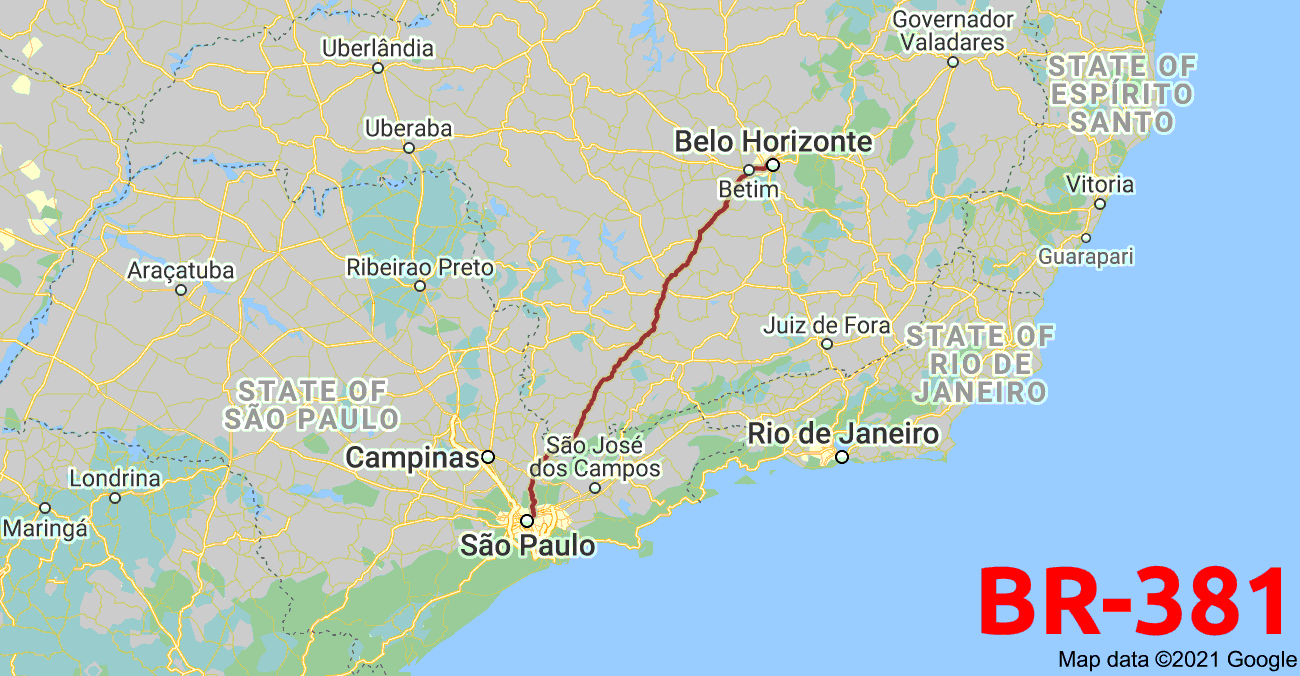 Governador
Valadares
Uberlândia
STATE OF
ESPÍRITO
SANTO
Uberaba
Belo Horizonte
Betim
Vitoria
Guarapari
Araçatuba
Ribeirao Preto
Juiz de Fora
STATE OF
RIO DE
JANEIRO
STATE OF
SÃO PAULO
Rio de Janeiro
São José
dos Campos
Campinas
Londrina
Maringá
São Paulo
BR-381
Map data ©2021 Google